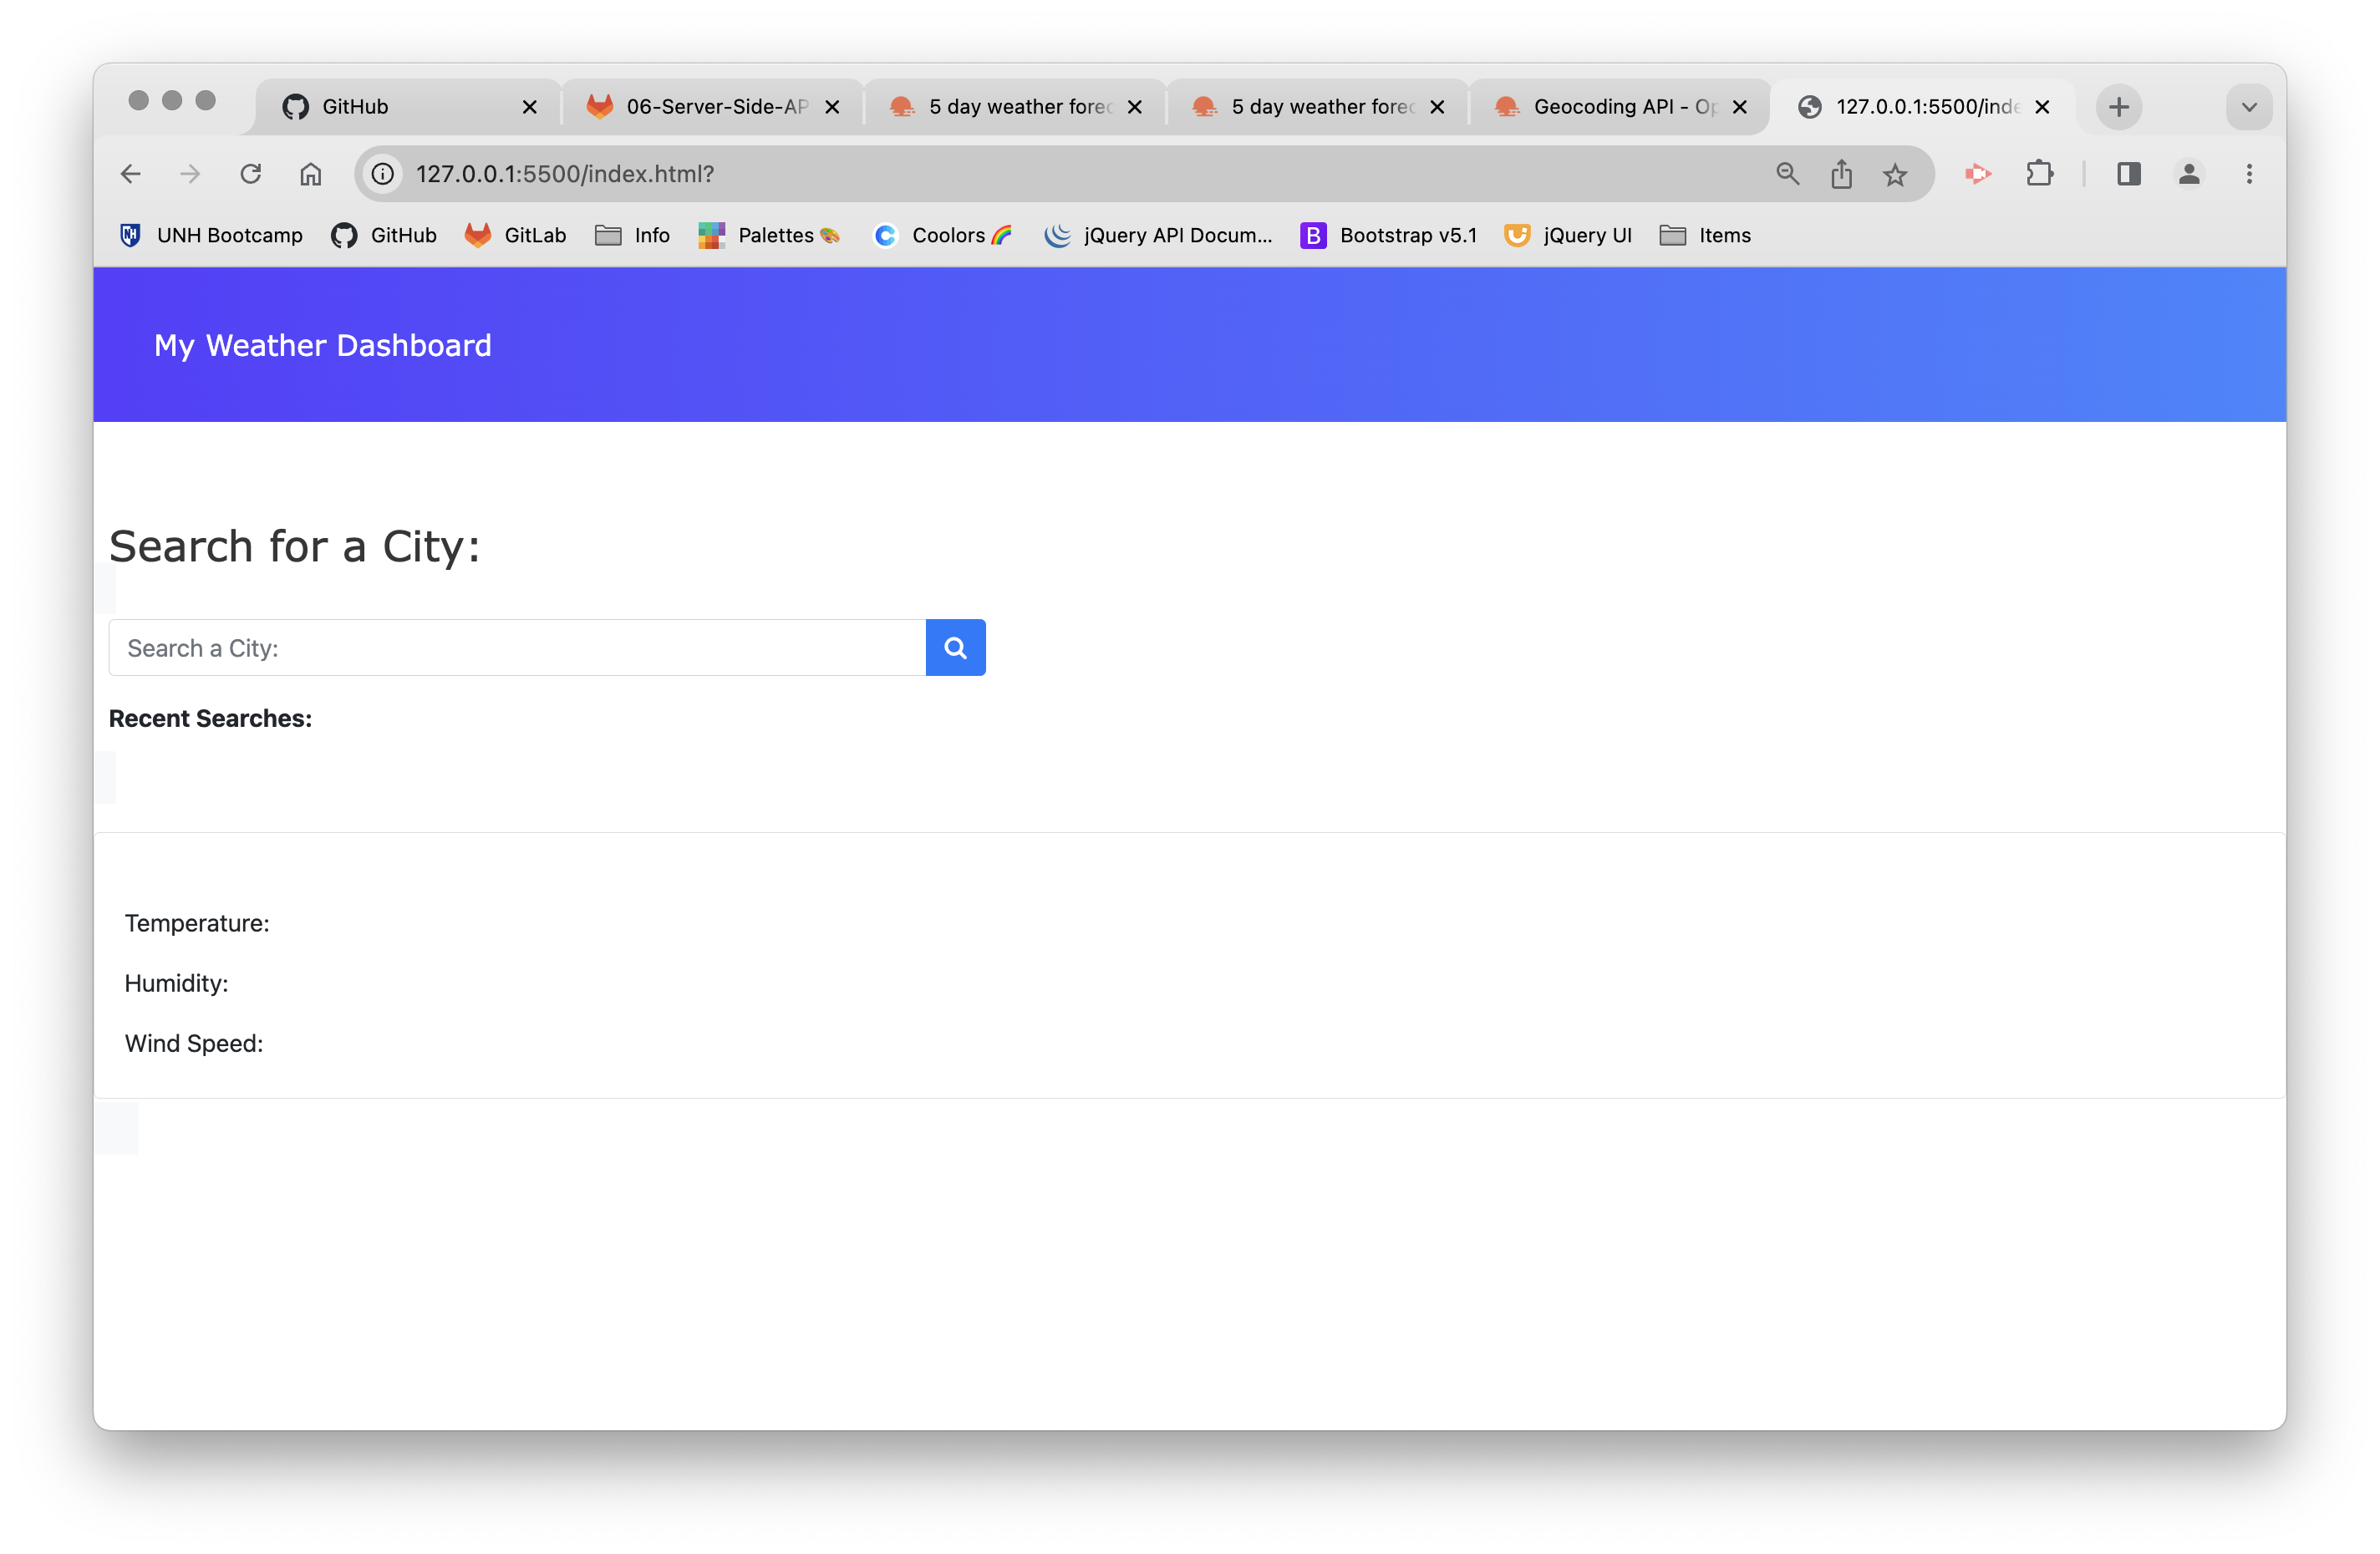 GitHub
06-Server-Side-AP
5 day weather forec
5 day weather forec
Geocoding API - Op
127.0.0.1:5500/inde
127.0.0.1:5500/index.html?
UNH Bootcamp
GitHub
GitLab
Info
Palettes
Coolors
jQuery API Docum...
B
Bootstrap v5.1
jQuery UI
Items
My Weather Dashboard
Search for a City:
Search a City:
Recent Searches:
Temperature:
Humidity:
Wind Speed: